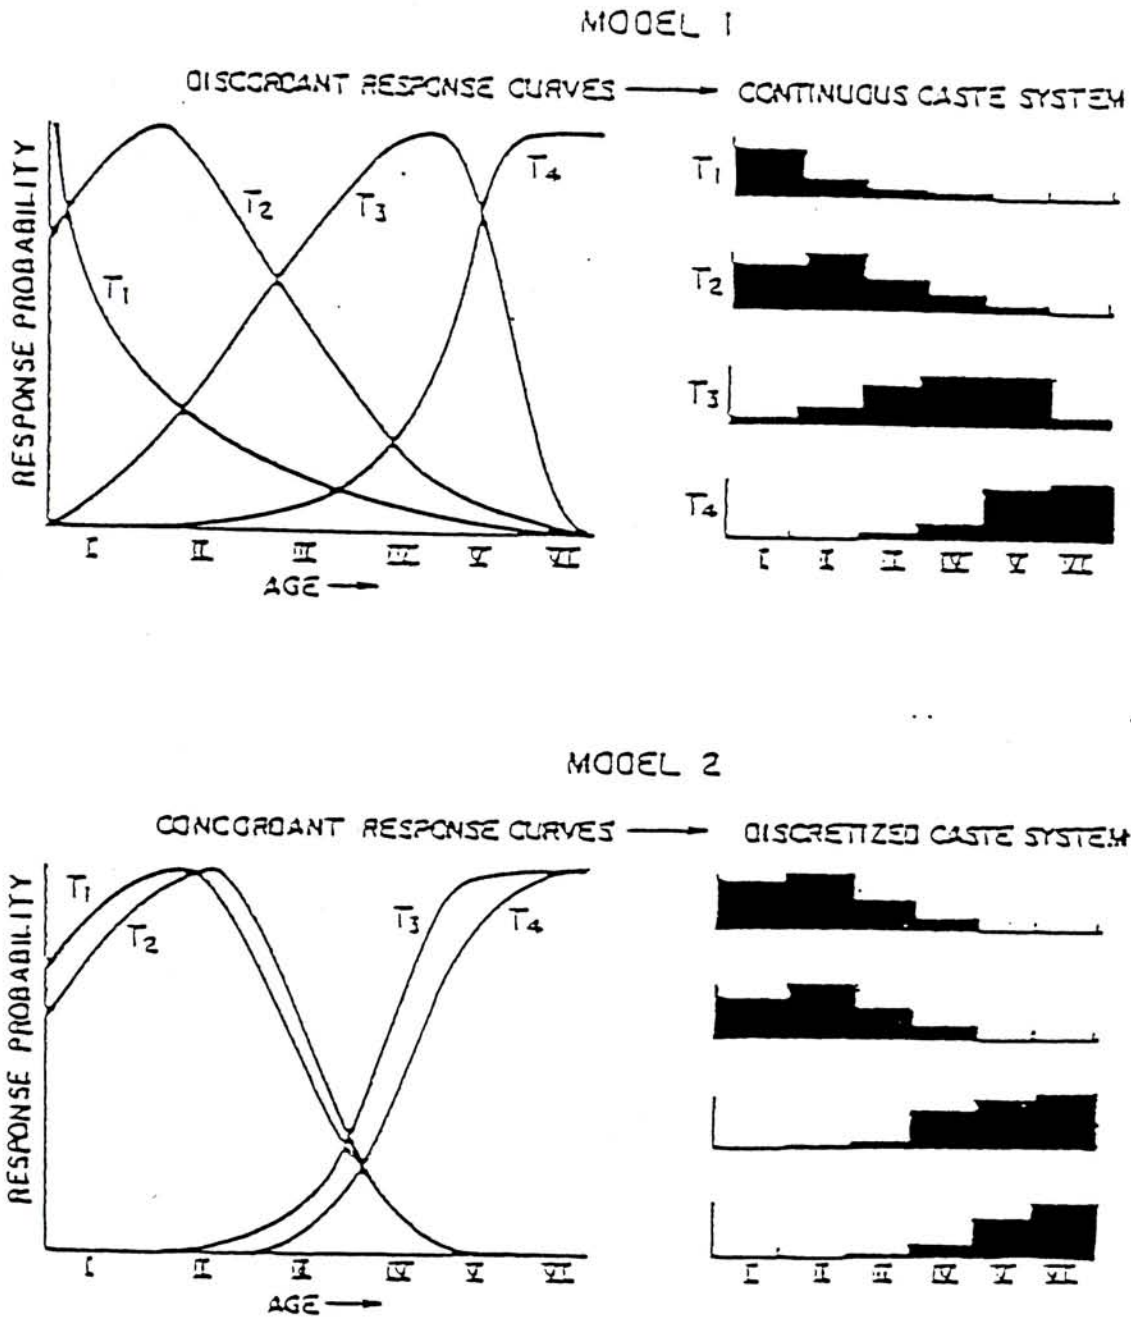 MODEL 1
DISCORDANT RESPONSE CURVES → CONTINUOUS CASTE SYSTEM
RESPONSE PROBABILITY
T1
T2
T3
T4
I II III IV V VI
AGE →
T1
T2
T3
T4
I II III IV V VI
MODEL 2
CONCORDANT RESPONSE CURVES → DISCRETIZED CASTE SYSTEM
RESPONSE PROBABILITY
T1
T2
T3
T4
I II III IV V VI
AGE →
I II III IV V VI